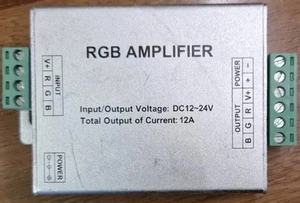 RGB AMPLIFIER
INPUT
V+ R G B
Input/Output Voltage: DC12~24V
Total Output of Current: 12A
POWER
POWER
+ −
OUTPUT
B G R V+